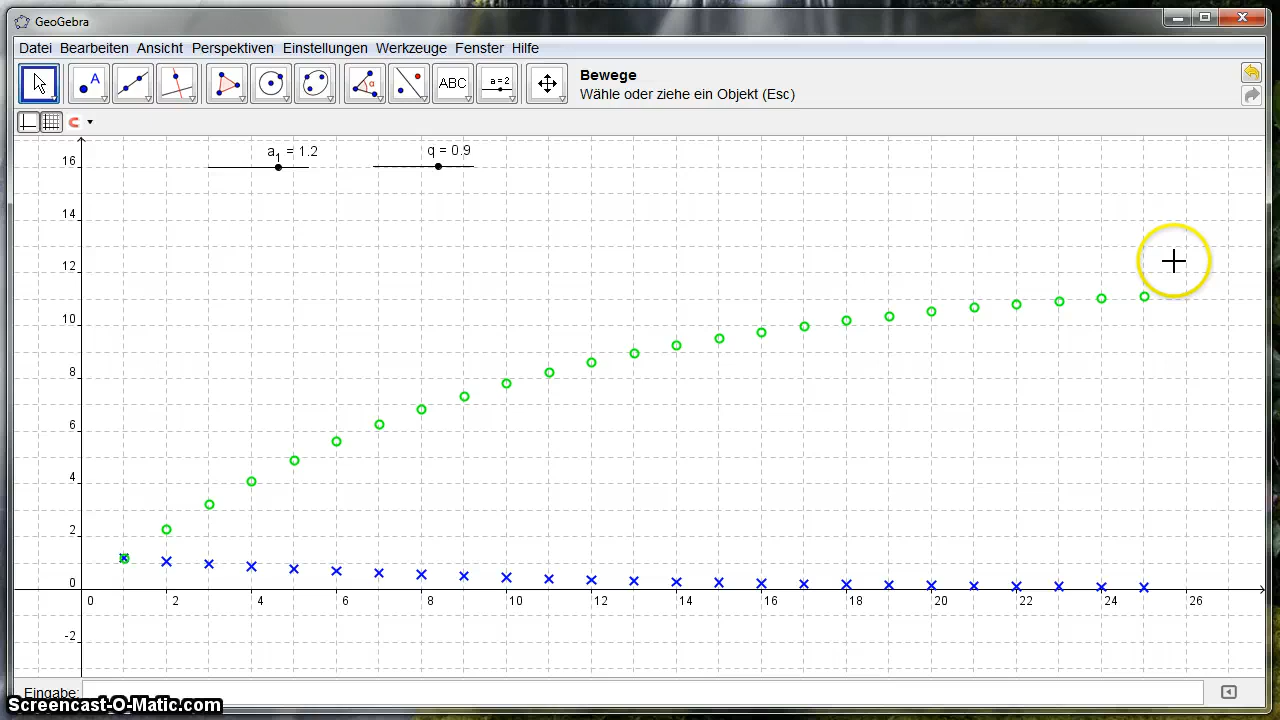 GeoGebra
Datei Bearbeiten Ansicht Perspektiven Einstellungen Werkzeuge Fenster Hilfe
A
α
ABC
a = 2
Bewege
Wähle oder ziehe ein Objekt (Esc)
a1 = 1.2
q = 0.9
16
14
12
10
8
6
4
2
0
-2
0 2 4 6 8 10 12 14 16 18 20 22 24 26
Eingabe:
Screencast-O-Matic.com